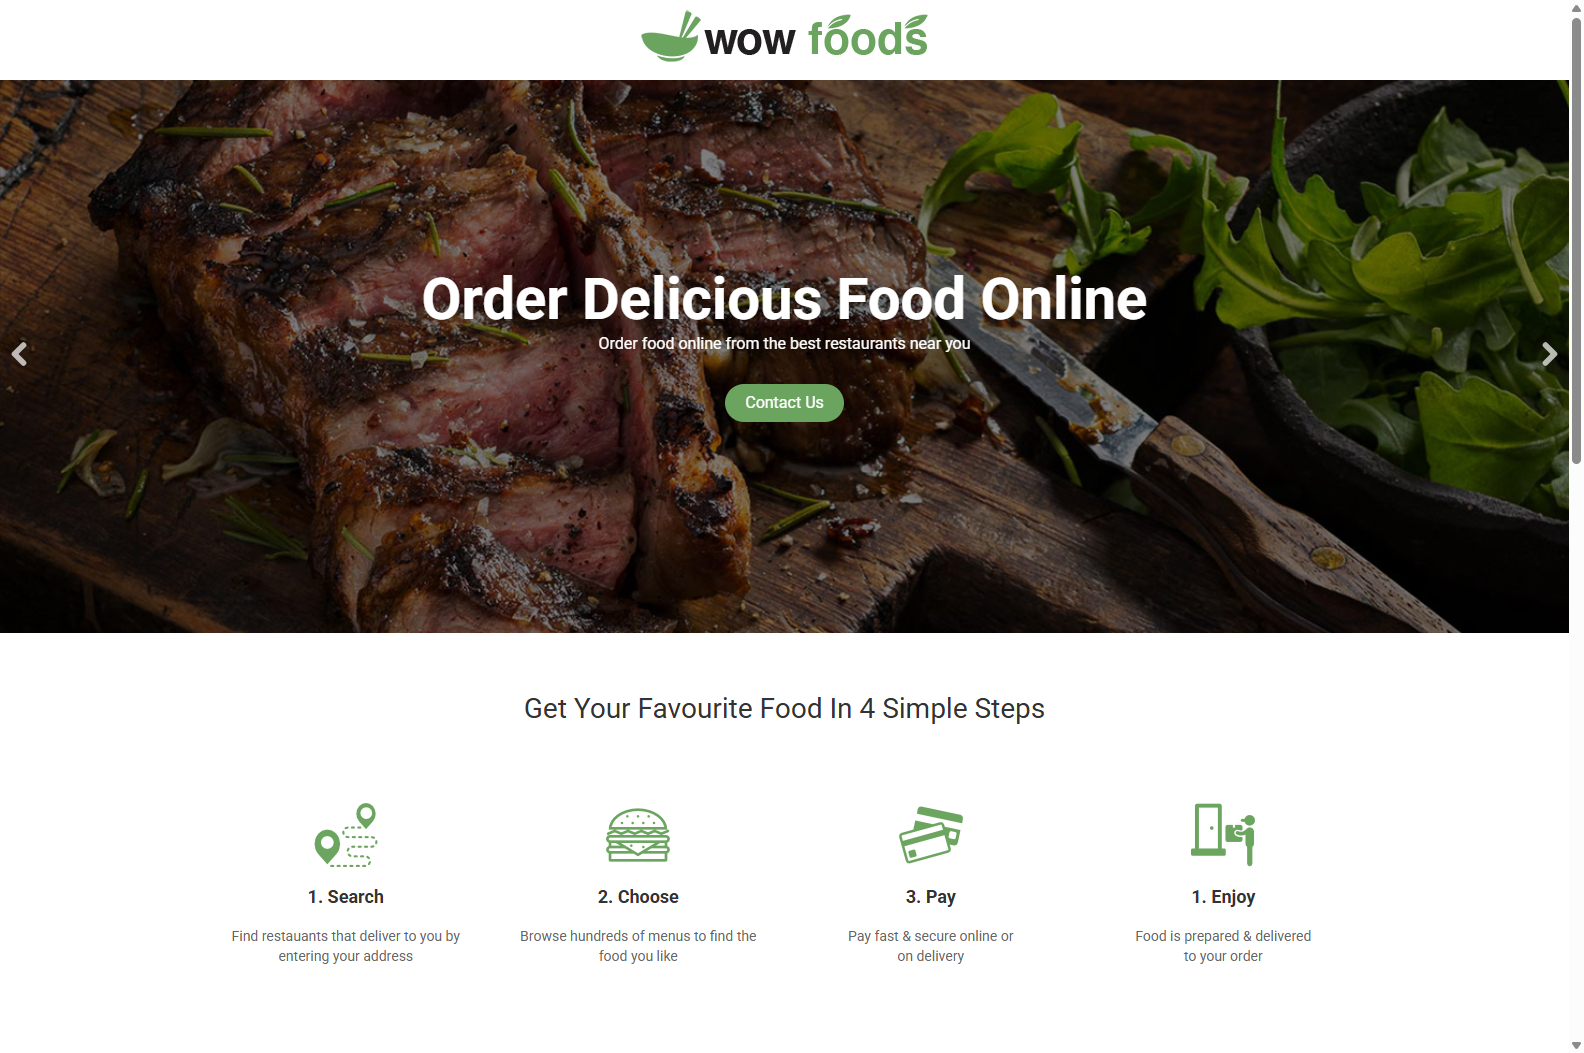 wow foods
Order Delicious Food Online
Order food online from the best restaurants near you
Contact Us
Get Your Favourite Food In 4 Simple Steps
1. Search
Find restauants that deliver to you by
entering your address
2. Choose
Browse hundreds of menus to find the
food you like
3. Pay
Pay fast & secure online or
on delivery
1. Enjoy
Food is prepared & delivered
to your order